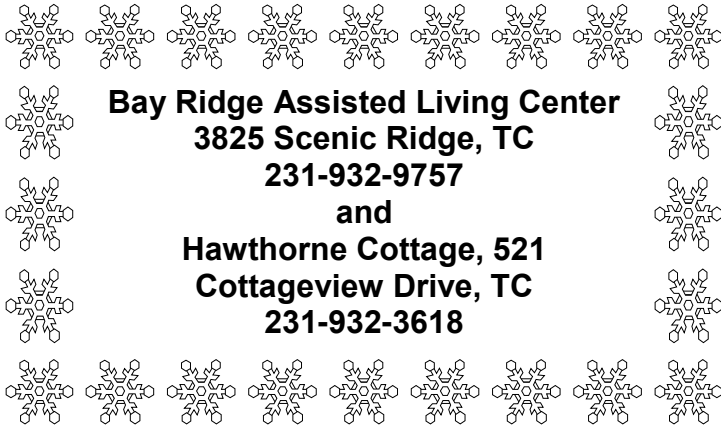 Bay Ridge Assisted Living Center
3825 Scenic Ridge, TC
231-932-9757
and
Hawthorne Cottage, 521
Cottageview Drive, TC
231-932-3618